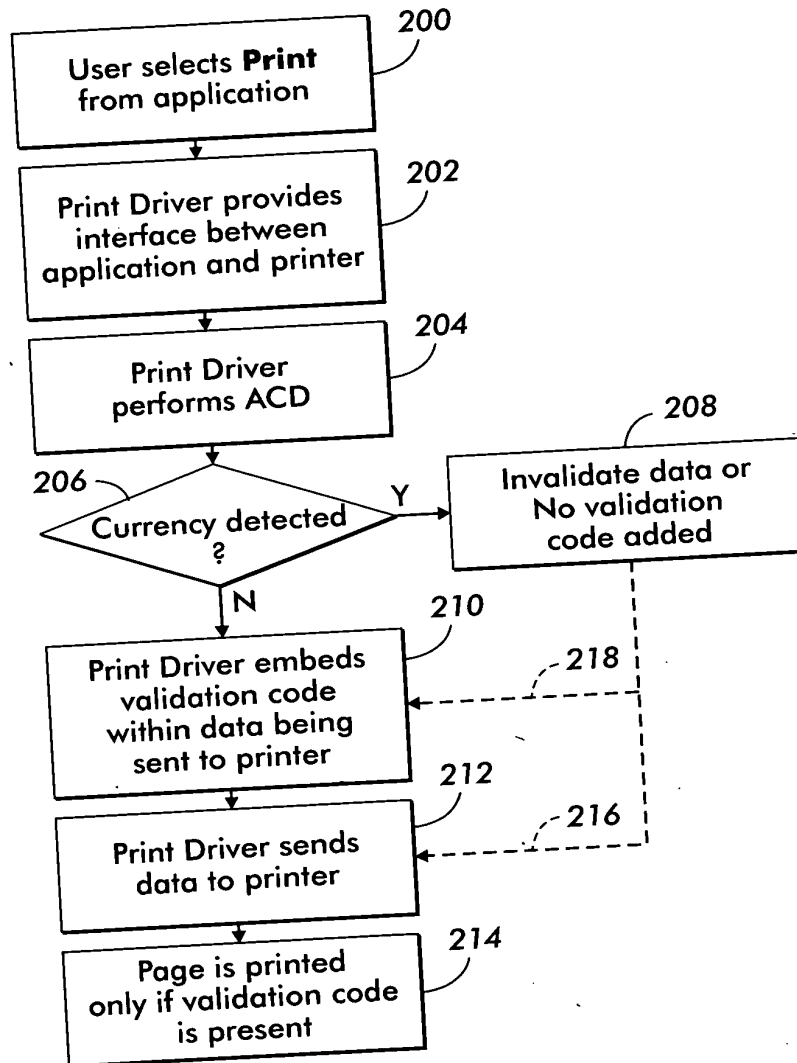 200
User selects Print
from application
202
Print Driver provides
interface between
application and printer
204
Print Driver
performs ACD
206
Currency detected
?
Y
N
208
Invalidate data or
No validation
code added
210
Print Driver embeds
validation code
within data being
sent to printer
218
212
Print Driver sends
data to printer
216
214
Page is printed
only if validation code
is present